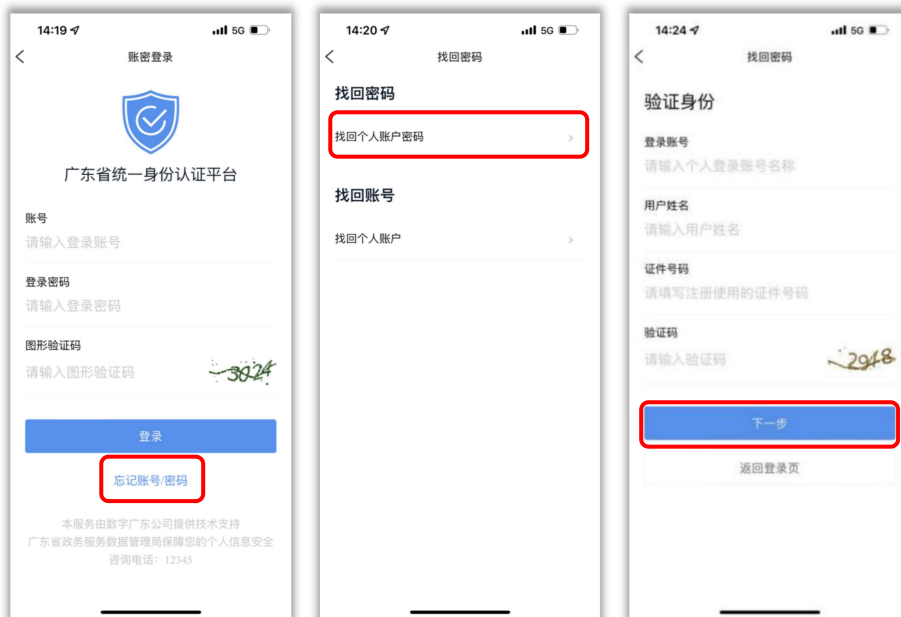 14:19
5G
账密登录
广东省统一身份认证平台
账号
请输入登录账号
登录密码
请输入登录密码
图形验证码
请输入图形验证码
3024
登录
忘记账号/密码
本服务由数字广东公司提供技术支持
广东省政务服务数据管理局保障您的个人信息安全
咨询电话：12345
14:20
5G
找回密码
找回密码
找回个人账户密码
找回账号
找回个人账户
14:24
5G
找回密码
验证身份
登录账号
请输入个人登录账号名称
用户姓名
请输入用户姓名
证件号码
请填写注册使用的证件号码
验证码
请输入验证码
2948
下一步
返回登录页